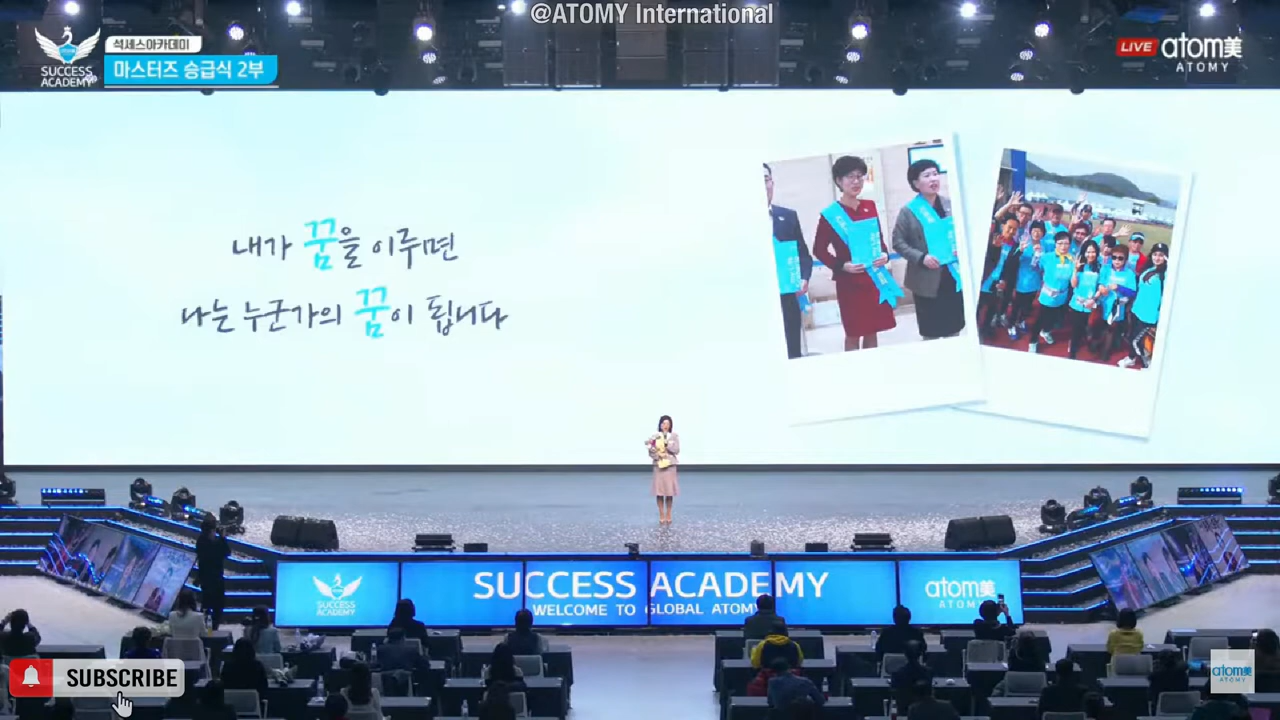 @ATOMY International
석세스아카데미
마스터즈 승급식 2부
SUCCESS
ACADEMY
LIVE atom美
ATOMY
내가 꿈을 이루면
나는 누군가의 꿈이 됩니다
SUCCESS
ACADEMY
SUCCESS ACADEMY
WELCOME TO GLOBAL ATOMY
atom美
ATOMY
SUBSCRIBE
atom美
ATOMY